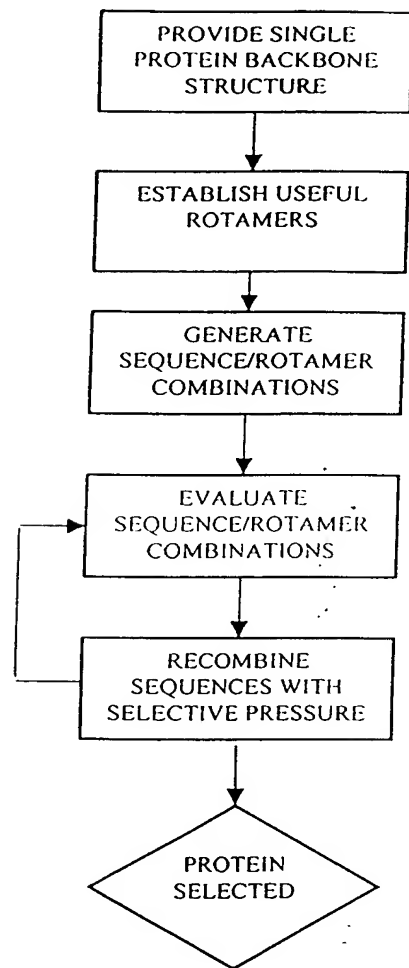 PROVIDE SINGLE
PROTEIN BACKBONE
STRUCTURE
ESTABLISH USEFUL
ROTAMERS
GENERATE
SEQUENCE/ROTAMER
COMBINATIONS
EVALUATE
SEQUENCE/ROTAMER
COMBINATIONS
RECOMBINE
SEQUENCES WITH
SELECTIVE PRESSURE
PROTEIN
SELECTED